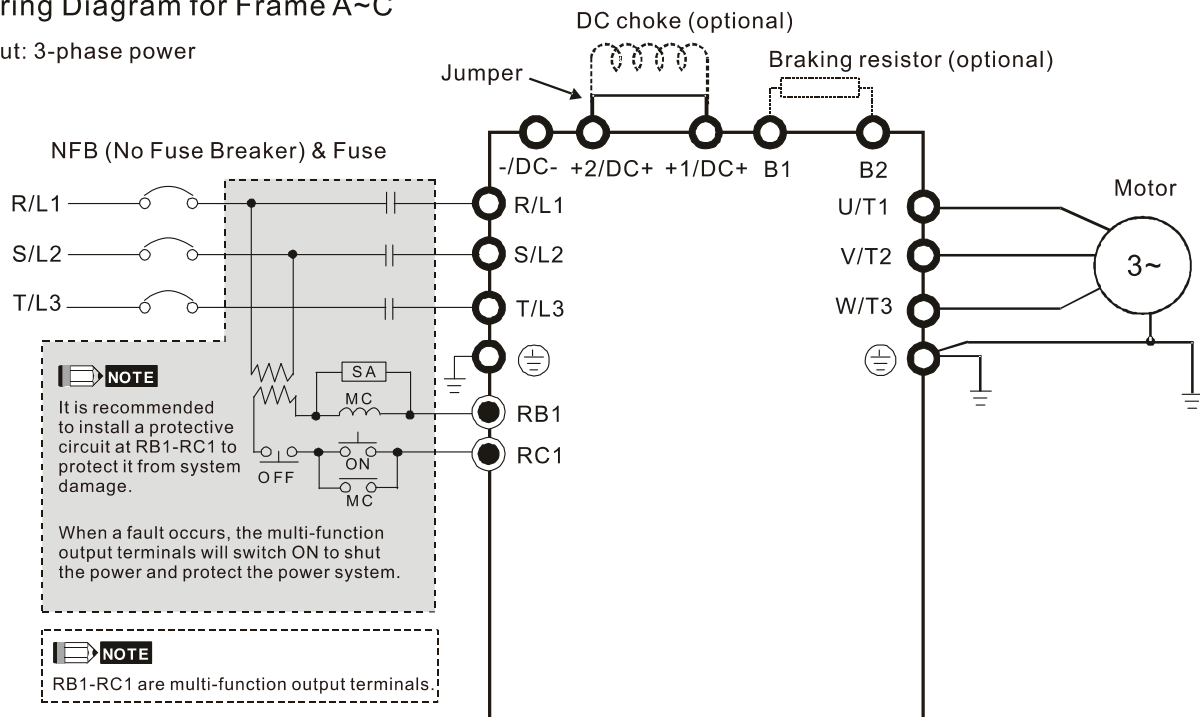 ring Diagram for Frame A~C
ut: 3-phase power
DC choke (optional)
Jumper
Braking resistor (optional)
NFB (No Fuse Breaker) & Fuse
-/DC- +2/DC+ +1/DC+ B1 B2
R/L1
R/L1
U/T1
Motor
S/L2
S/L2
V/T2
3~
T/L3
T/L3
W/T3
NOTE
It is recommended
to install a protective
circuit at RB1-RC1 to
protect it from system
damage.
SA
MC
RB1
OFF
ON
MC
RC1
When a fault occurs, the multi-function
output terminals will switch ON to shut
the power and protect the power system.
NOTE
RB1-RC1 are multi-function output terminals.